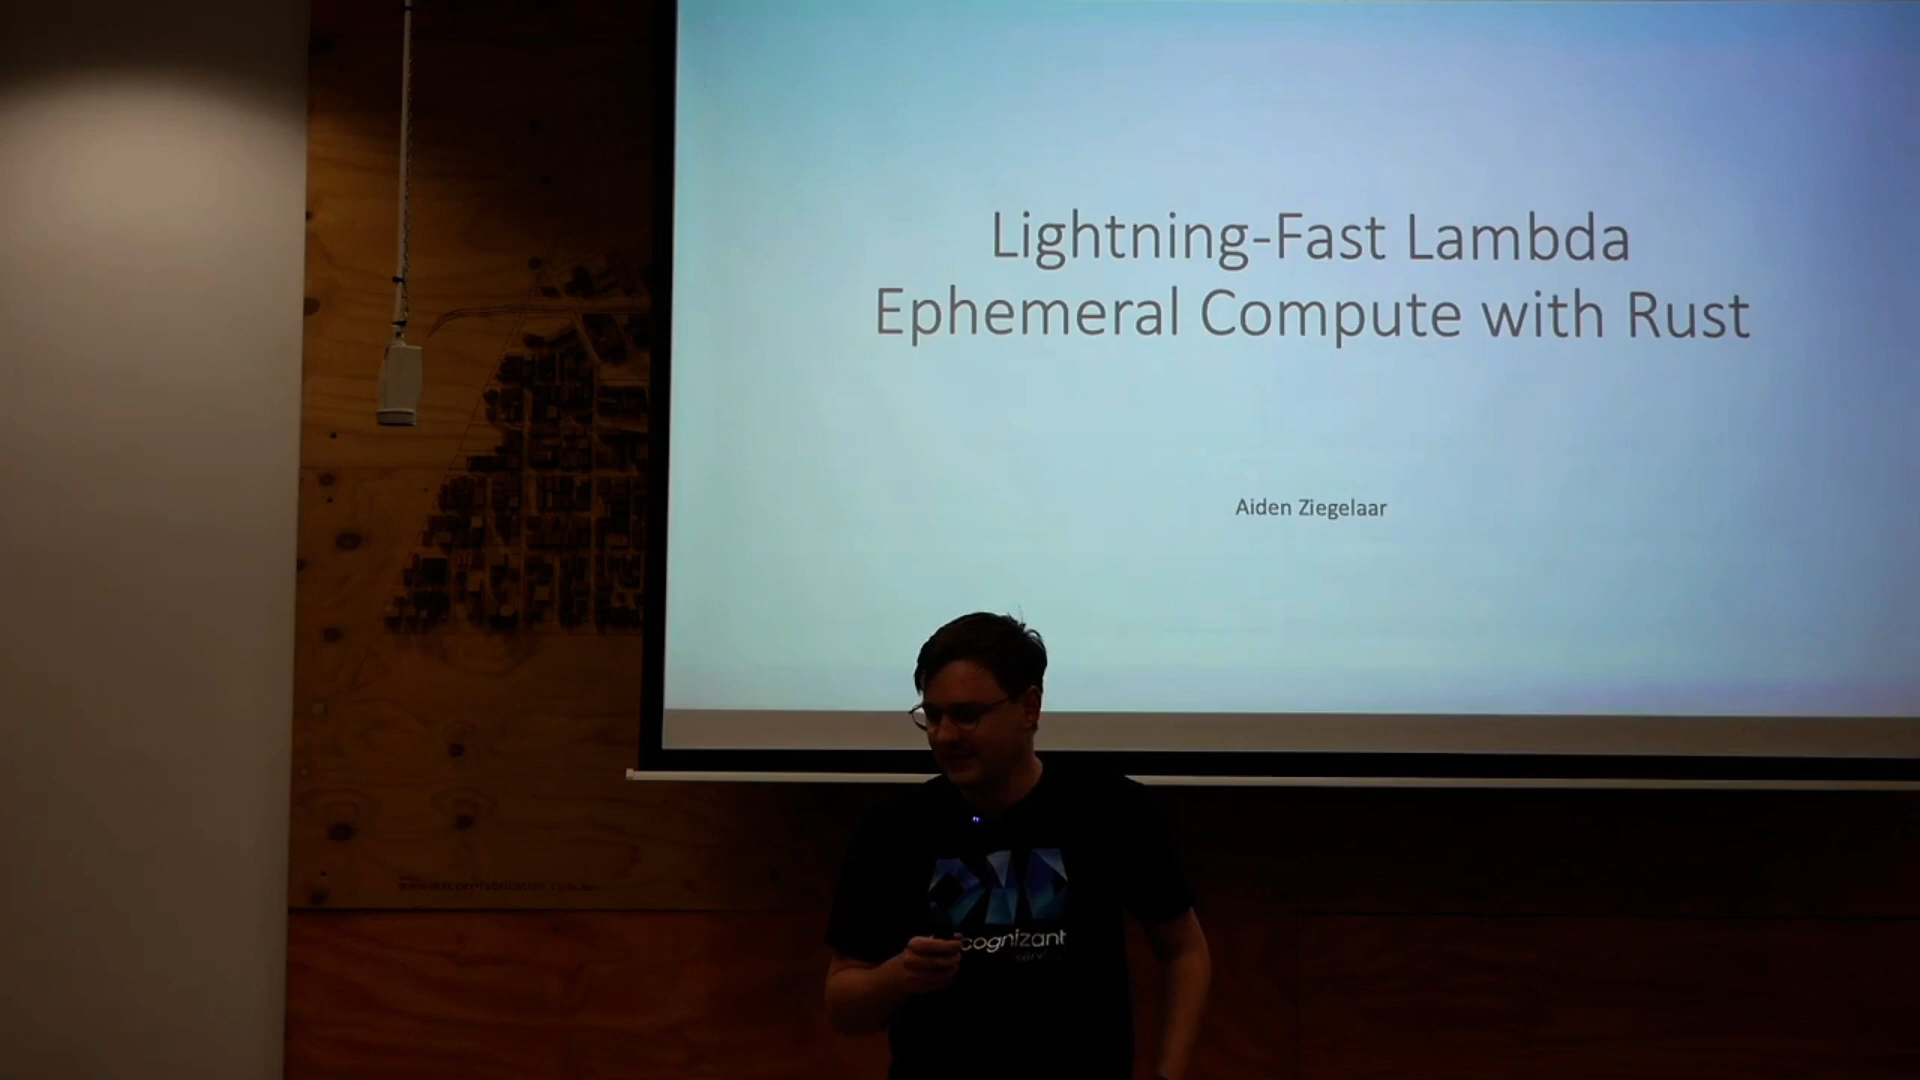 Lightning-Fast Lambda
Ephemeral Compute with Rust
Aiden Ziegelaar
cognizant